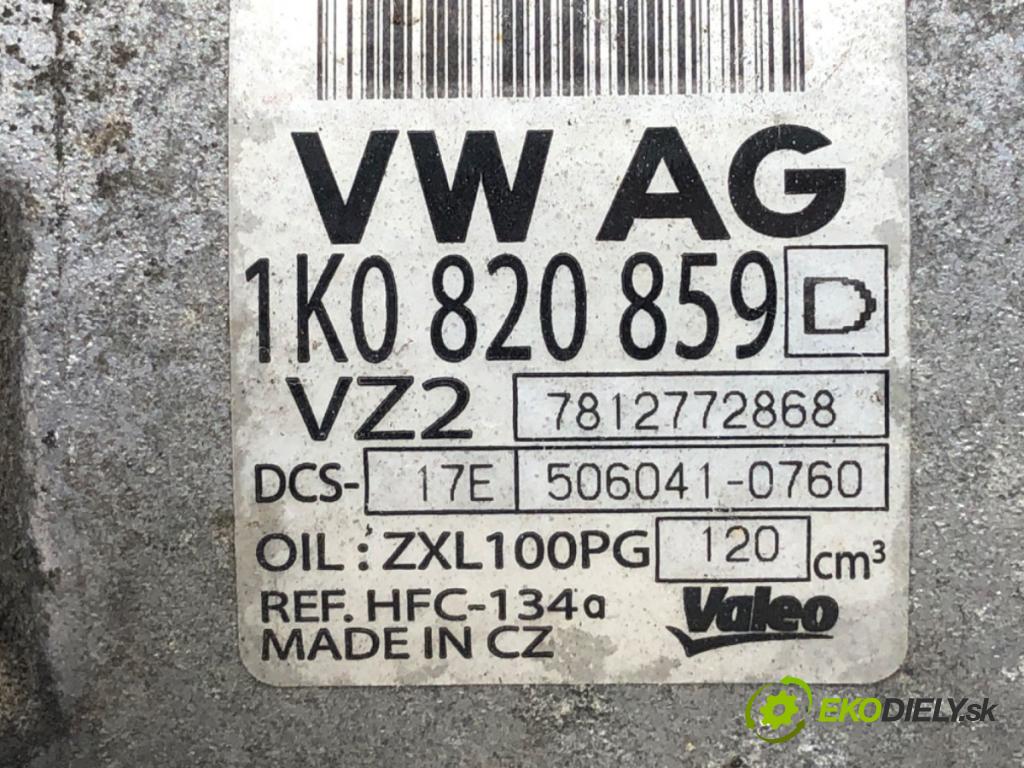 VW AG
1K0 820 859 D
VZ2 7812772868
DCS- 17E 506041-0760
OIL : ZXL100PG 120 cm³
REF. HFC-134a
MADE IN CZ
Valeo
EKODIELY.sk